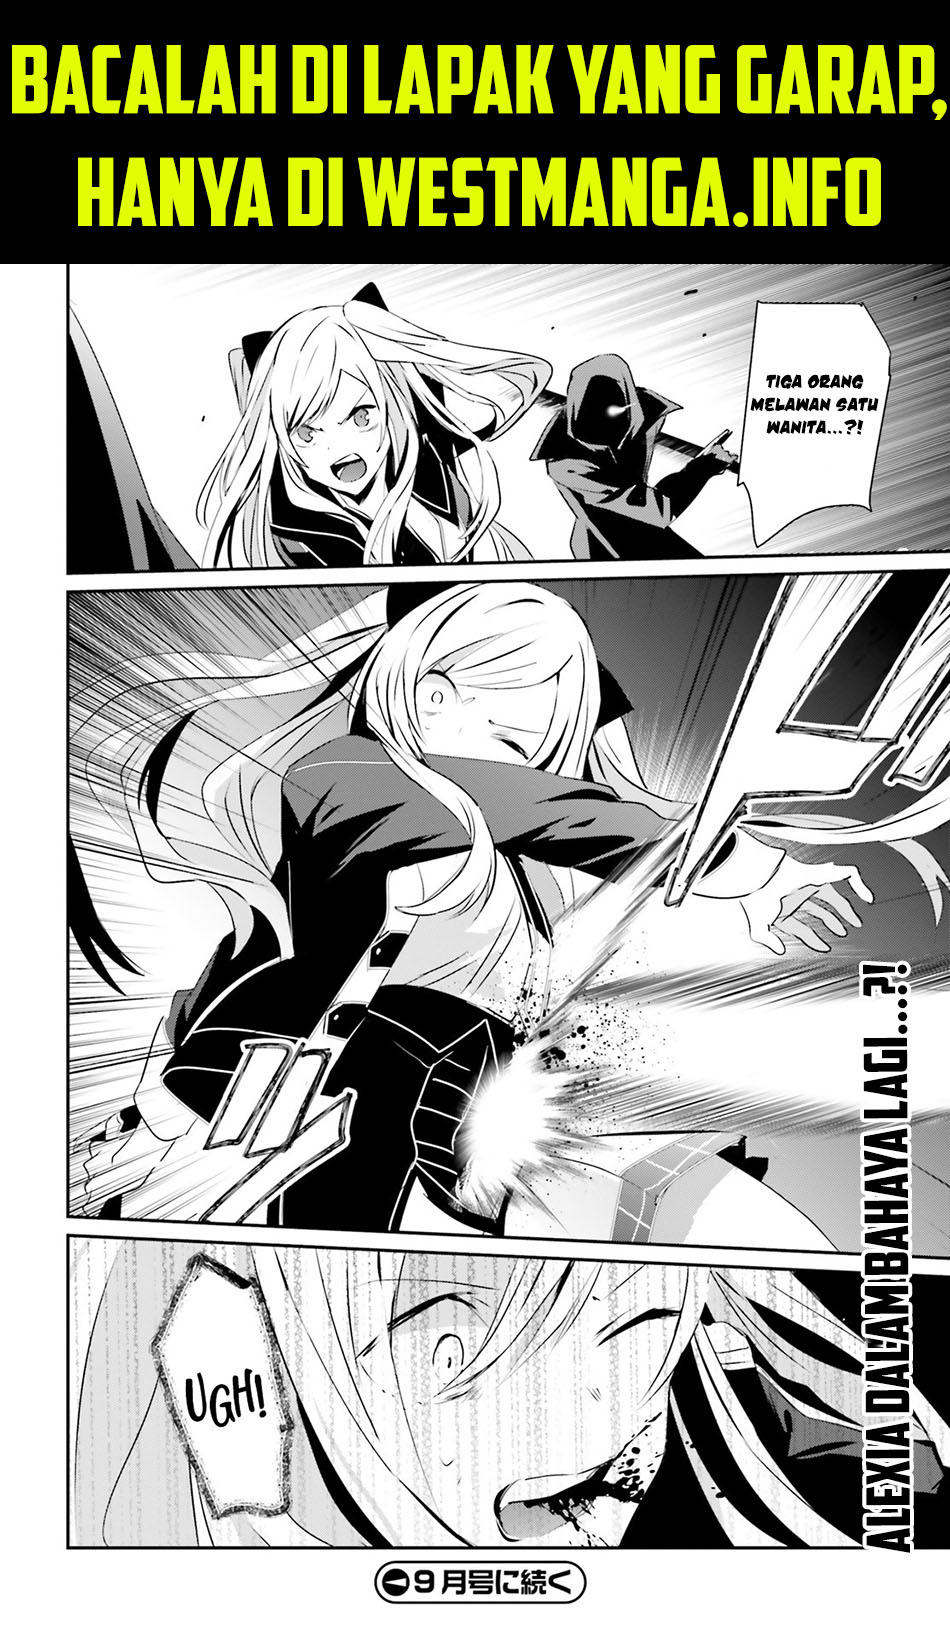 BACALAH DI LAPAK YANG GARAP,
HANYA DI WESTMANGA.INFO
TIGA ORANG
MELAWAN SATU
WANITA...?!
ALEXIA DALAM BAHAYA LAGI...?!
UGH!
9月号に続く